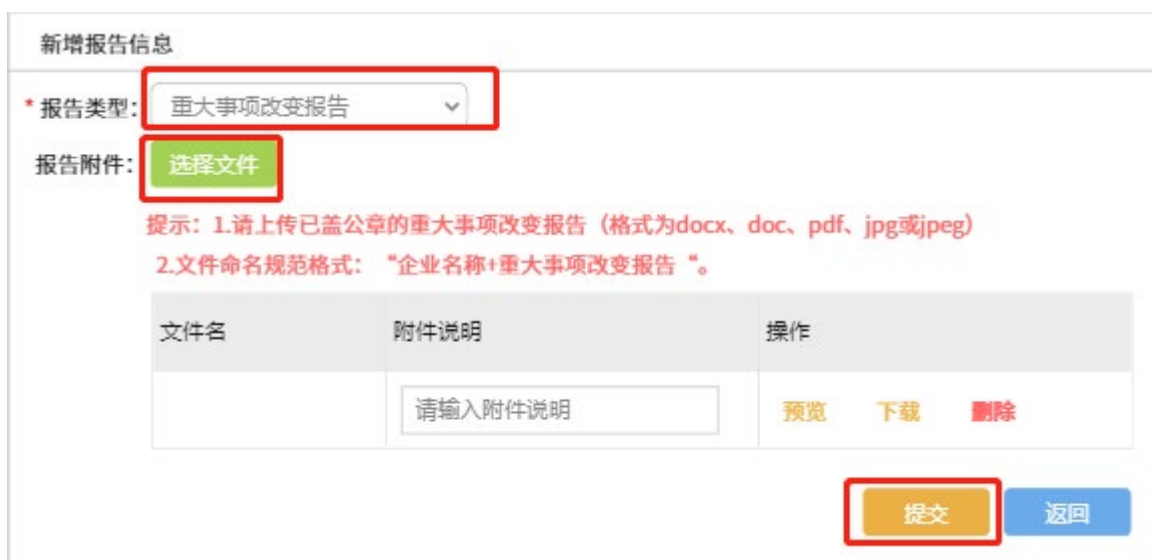 新增报告信息
* 报告类型： 重大事项改变报告
报告附件： 选择文件
提示：1.请上传已盖公章的重大事项改变报告（格式为docx、doc、pdf、jpg或jpeg）
2.文件命名规范格式：“企业名称+重大事项改变报告“。
文件名 附件说明 操作
请输入附件说明 预览 下载 删除
提交 返回